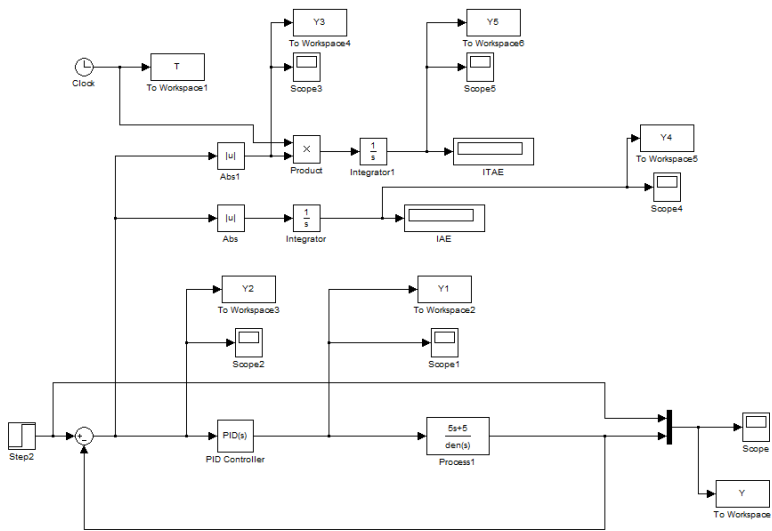 Y3
To Workspace4
Y5
To Workspace6
Clock
T
To Workspace1
Scope3
Scope5
Y4
To Workspace5
|u|
Abs1
×
Product
1
s
Integrator1
ITAE
Scope4
|u|
Abs
1
s
Integrator
IAE
Y2
To Workspace3
Y1
To Workspace2
Scope2
Scope1
Step2
+
-
PID(s)
PID Controller
5s+5
den(s)
Process1
Scope
Y
To Workspace